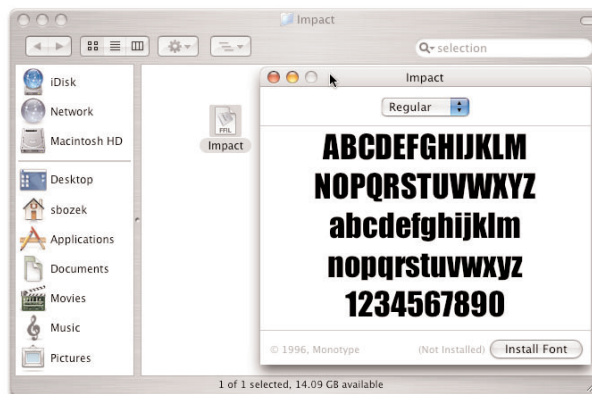 Impact
selection
iDisk
Network
Macintosh HD
Desktop
sbozek
Applications
Documents
Movies
Music
Pictures
FFIL
Impact
Impact
Regular
ABCDEFGHIJKLM
NOPQRSTUVWXYZ
abcdefghijklm
nopqrstuvwxyz
1234567890
© 1996, Monotype (Not Installed) Install Font
1 of 1 selected, 14.09 GB available